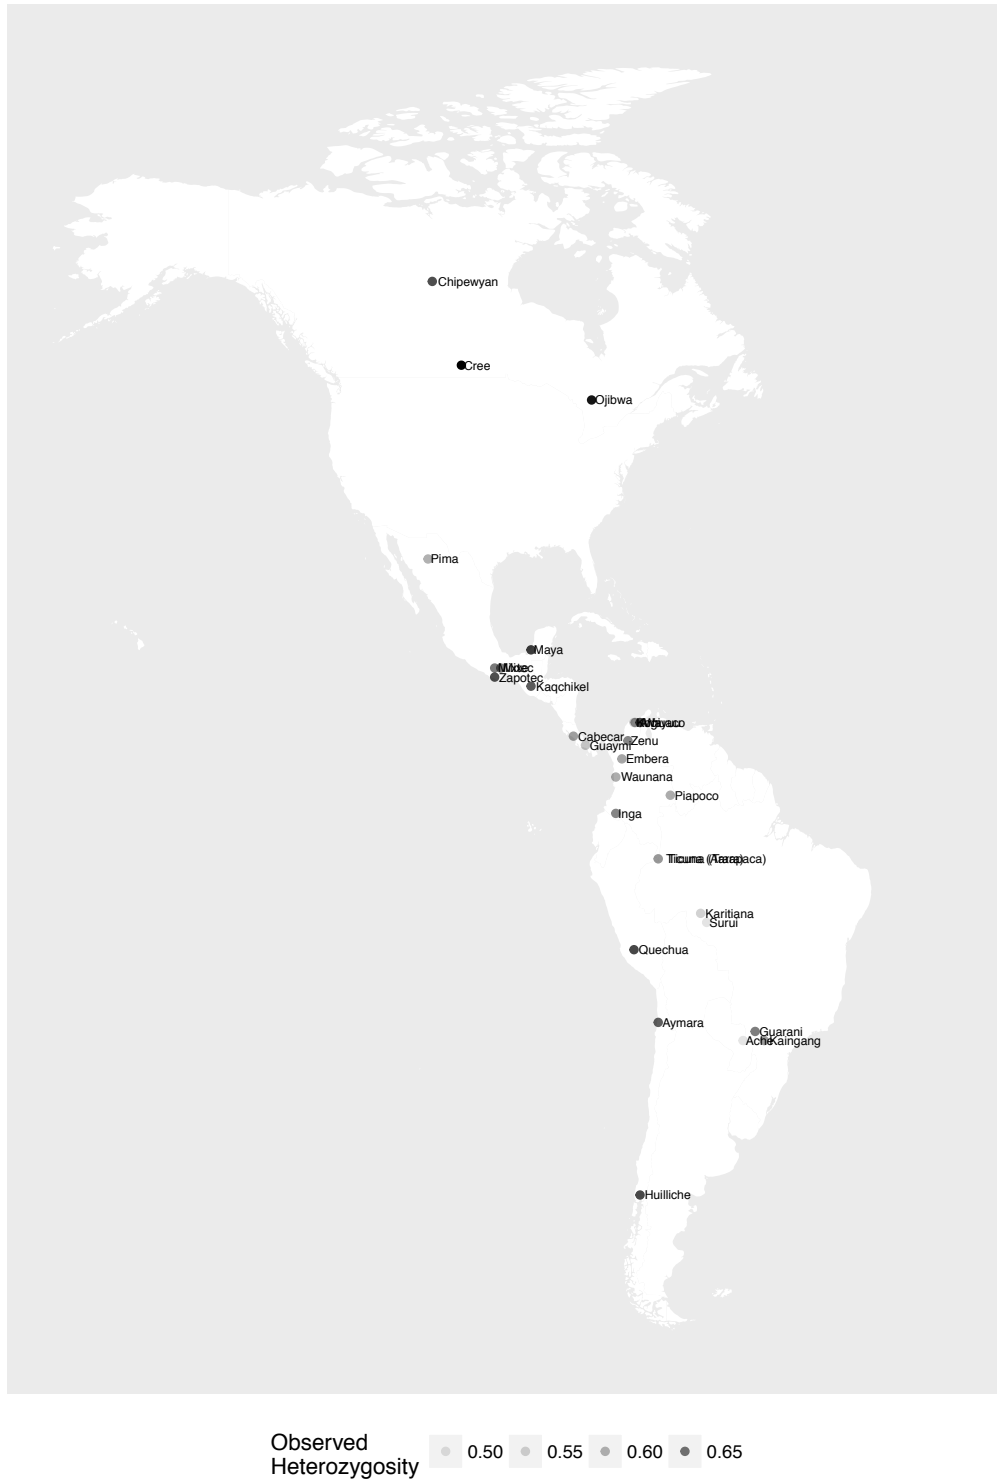 Chipewyan
Cree
Ojibwa
Pima
Maya
Zapotec
Kaqchikel
Cabecar
Zenu
Guaymi
Embera
Waunana
Piapoco
Inga
Karitiana
Surui
Quechua
Aymara
Guarani
Ache
Kaingang
Huilliche
Observed
Heterozygosity
0.50
0.55
0.60
0.65